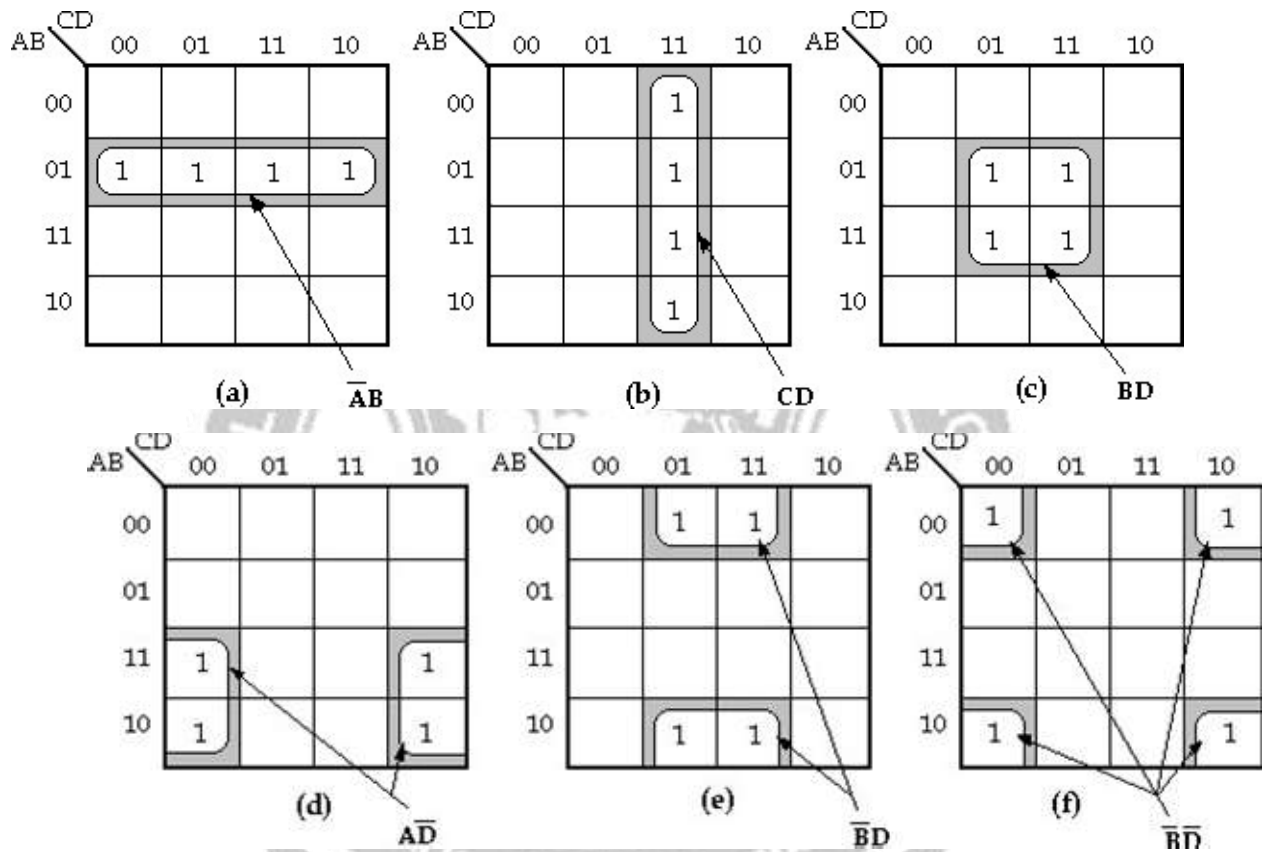 CD CD CD
AB 00 01 11 10 AB 00 01 11 10 AB 00 01 11 10
00 00 1 00
01 1 1 1 1 01 1 01 1 1
11 11 1 11 1 1
10 10 1 10
(a) A̅B (b) CD (c) BD
CD CD CD
AB 00 01 11 10 AB 00 01 11 10 AB 00 01 11 10
00 00 1 1 00 1 1
01 01 01
11 1 1 11 11
10 1 1 10 1 1 10 1 1
(d) AD̅ (e) B̅D (f) B̅D̅